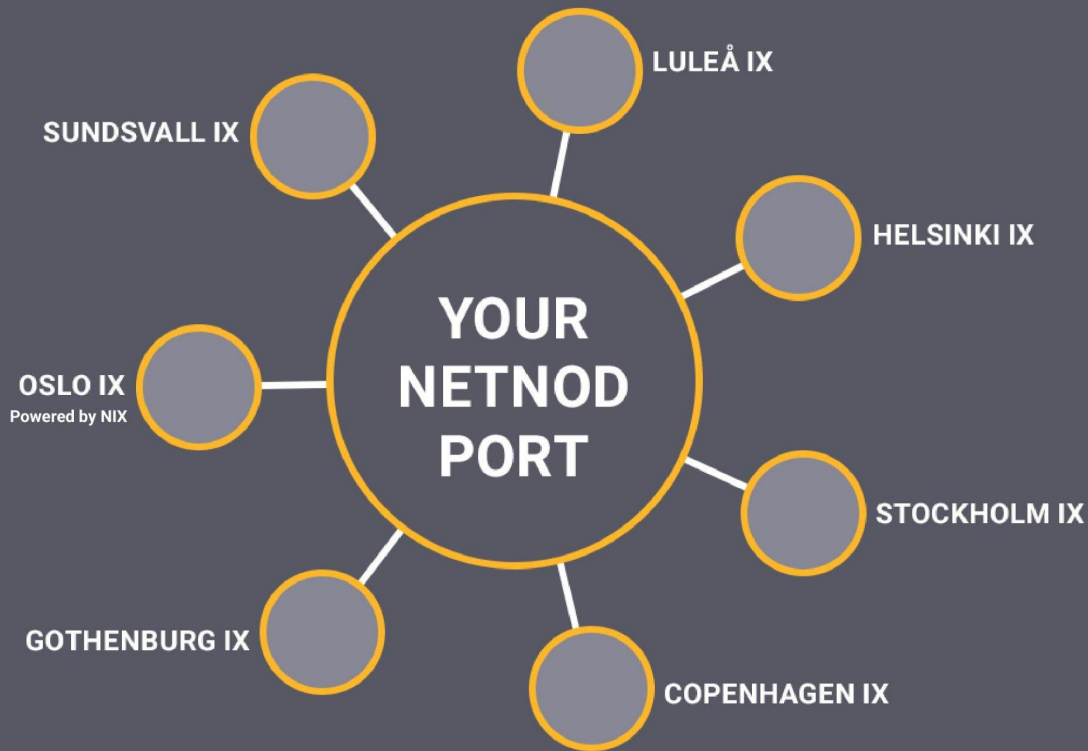 LULEÅ IX
SUNDSVALL IX
HELSINKI IX
YOUR
NETNOD
PORT
OSLO IX
Powered by NIX
STOCKHOLM IX
GOTHENBURG IX
COPENHAGEN IX